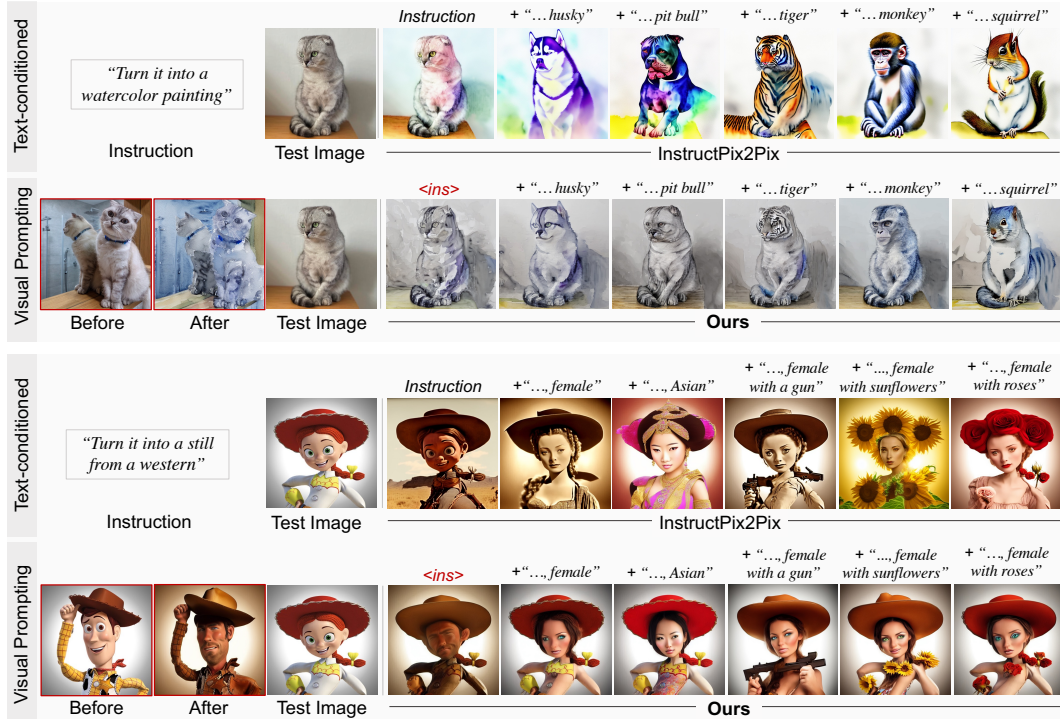 Text-conditioned
Instruction
+ “…husky”
+ “…pit bull”
+ “…tiger”
+ “…monkey”
+ “…squirrel”
“Turn it into a
watercolor painting”
Instruction
Test Image
InstructPix2Pix
Visual Prompting
<ins>
+ “…husky”
+ “…pit bull”
+ “…tiger”
+ “…monkey”
+ “…squirrel”
Before
After
Test Image
Ours
Text-conditioned
Instruction
+“…, female”
+ “…, Asian”
+ “…, female
with a gun”
+ “..., female
with sunflowers”
+ “…, female
with roses”
“Turn it into a still
from a western”
Instruction
Test Image
InstructPix2Pix
Visual Prompting
<ins>
+“…, female”
+ “…, Asian”
+ “…, female
with a gun”
+ “..., female
with sunflowers”
+ “…, female
with roses”
Before
After
Test Image
Ours